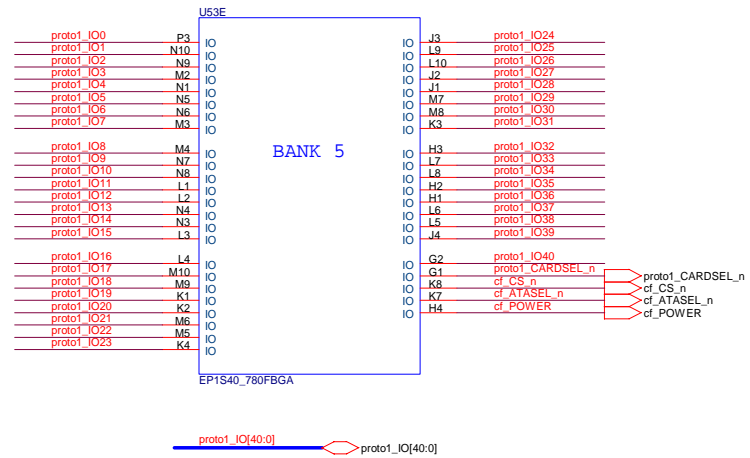 U53E
proto1_IO0 P3 IO IO J3 proto1_IO24
proto1_IO1 N10 IO IO L9 proto1_IO25
proto1_IO2 N9 IO IO L10 proto1_IO26
proto1_IO3 M2 IO IO J2 proto1_IO27
proto1_IO4 N1 IO IO J1 proto1_IO28
proto1_IO5 N5 IO IO M7 proto1_IO29
proto1_IO6 N6 IO IO M8 proto1_IO30
proto1_IO7 M3 IO IO K3 proto1_IO31
proto1_IO8 M4 IO BANK 5 IO H3 proto1_IO32
proto1_IO9 N7 IO IO L7 proto1_IO33
proto1_IO10 N8 IO IO L8 proto1_IO34
proto1_IO11 L1 IO IO H2 proto1_IO35
proto1_IO12 L2 IO IO H1 proto1_IO36
proto1_IO13 N4 IO IO L6 proto1_IO37
proto1_IO14 N3 IO IO L5 proto1_IO38
proto1_IO15 L3 IO IO J4 proto1_IO39
proto1_IO16 L4 IO IO G2 proto1_IO40
proto1_IO17 M10 IO IO G1 proto1_CARDSEL_n proto1_CARDSEL_n
proto1_IO18 M9 IO IO K8 cf_CS_n cf_CS_n
proto1_IO19 K1 IO IO K7 cf_ATASEL_n cf_ATASEL_n
proto1_IO20 K2 IO IO H4 cf_POWER cf_POWER
proto1_IO21 M6 IO
proto1_IO22 M5 IO
proto1_IO23 K4 IO
EP1S40_780FBGA
proto1_IO[40:0] proto1_IO[40:0]